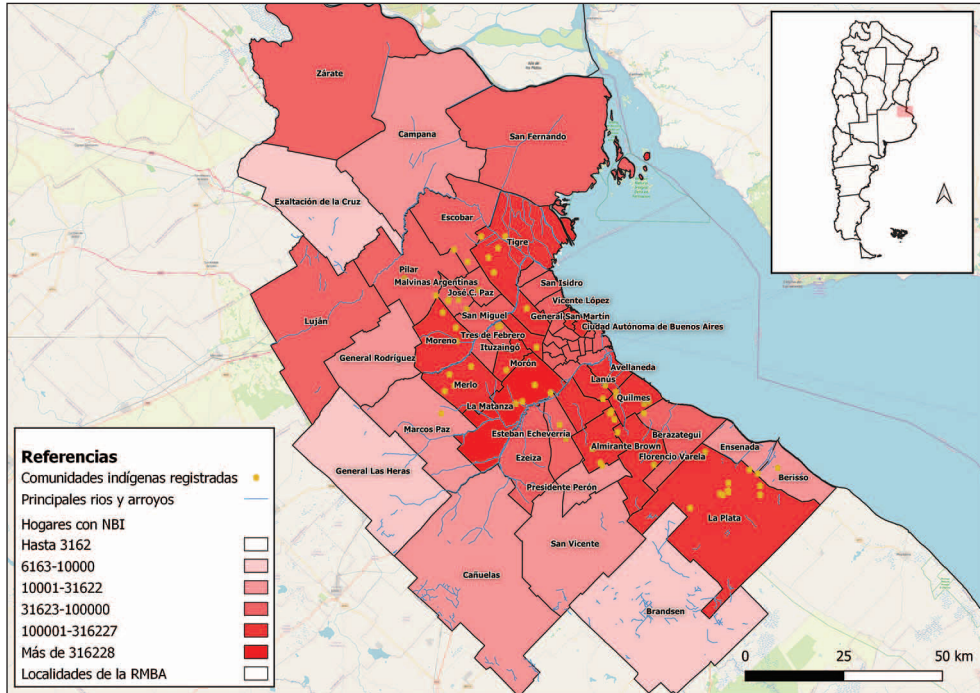 Zárate
Campana
San Fernando
Exaltación de la Cruz
Escobar
Tigre
Pilar
Malvinas Argentinas
José C. Paz
San Isidro
Vicente López
Luján
San Miguel
General San Martín
Ciudad Autónoma de Buenos Aires
Tres de Febrero
Moreno
Ituzaingó
General Rodríguez
Morón
Avellaneda
Merlo
Lanús
Quilmes
La Matanza
Marcos Paz
Esteban Echeverría
Berazategui
Almirante Brown
Ensenada
Ezeiza
Florencio Varela
General Las Heras
Berisso
Presidente Perón
La Plata
San Vicente
Cañuelas
Brandsen
Referencias
Comunidades indígenas registradas
Principales rios y arroyos
Hogares con NBI
Hasta 3162
6163-10000
10001-31622
31623-100000
100001-316227
Más de 316228
Localidades de la RMBA
0 25 50 km